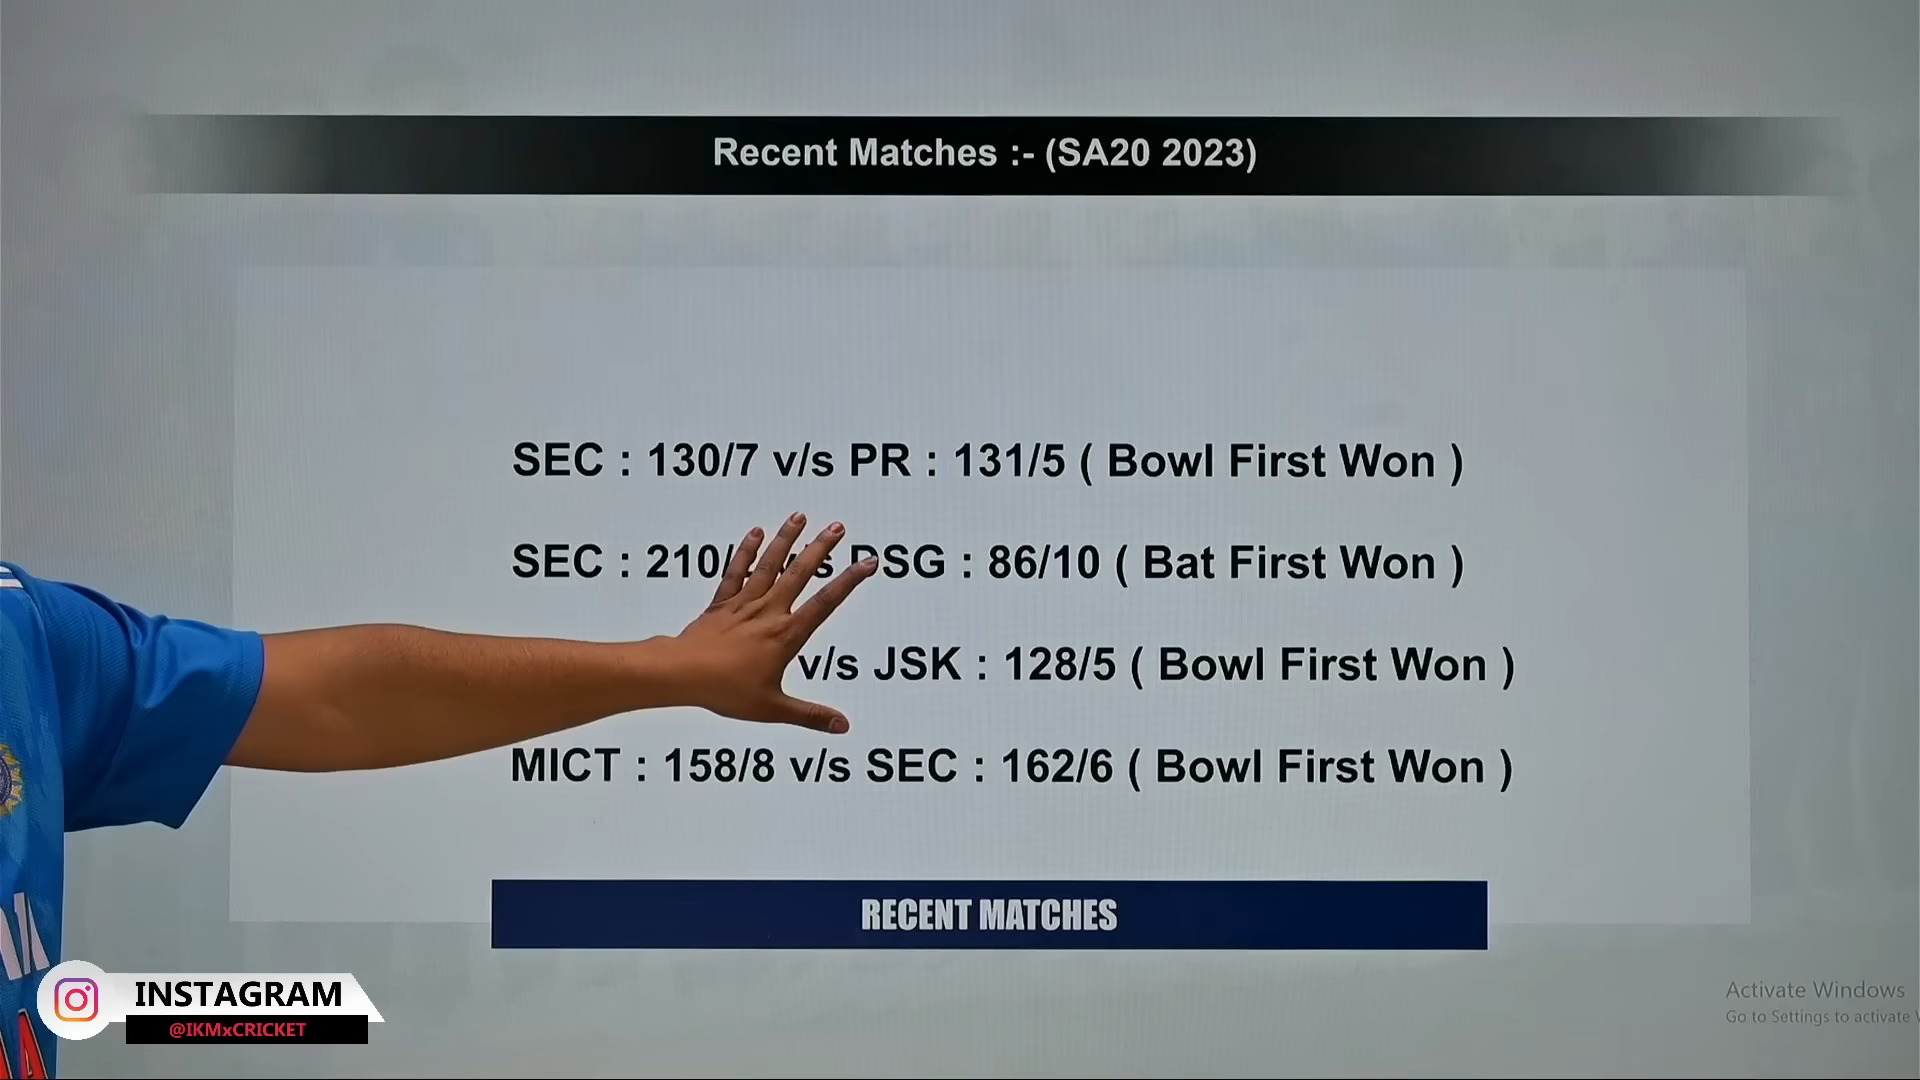 Recent Matches :- (SA20 2023)
SEC : 130/7 v/s PR : 131/5 ( Bowl First Won )
SEC : 210/ DSG : 86/10 ( Bat First Won )
v/s JSK : 128/5 ( Bowl First Won )
MICT : 158/8 v/s SEC : 162/6 ( Bowl First Won )
RECENT MATCHES
INSTAGRAM
@IKMxCRICKET
Activate Windows
Go to Settings to activate